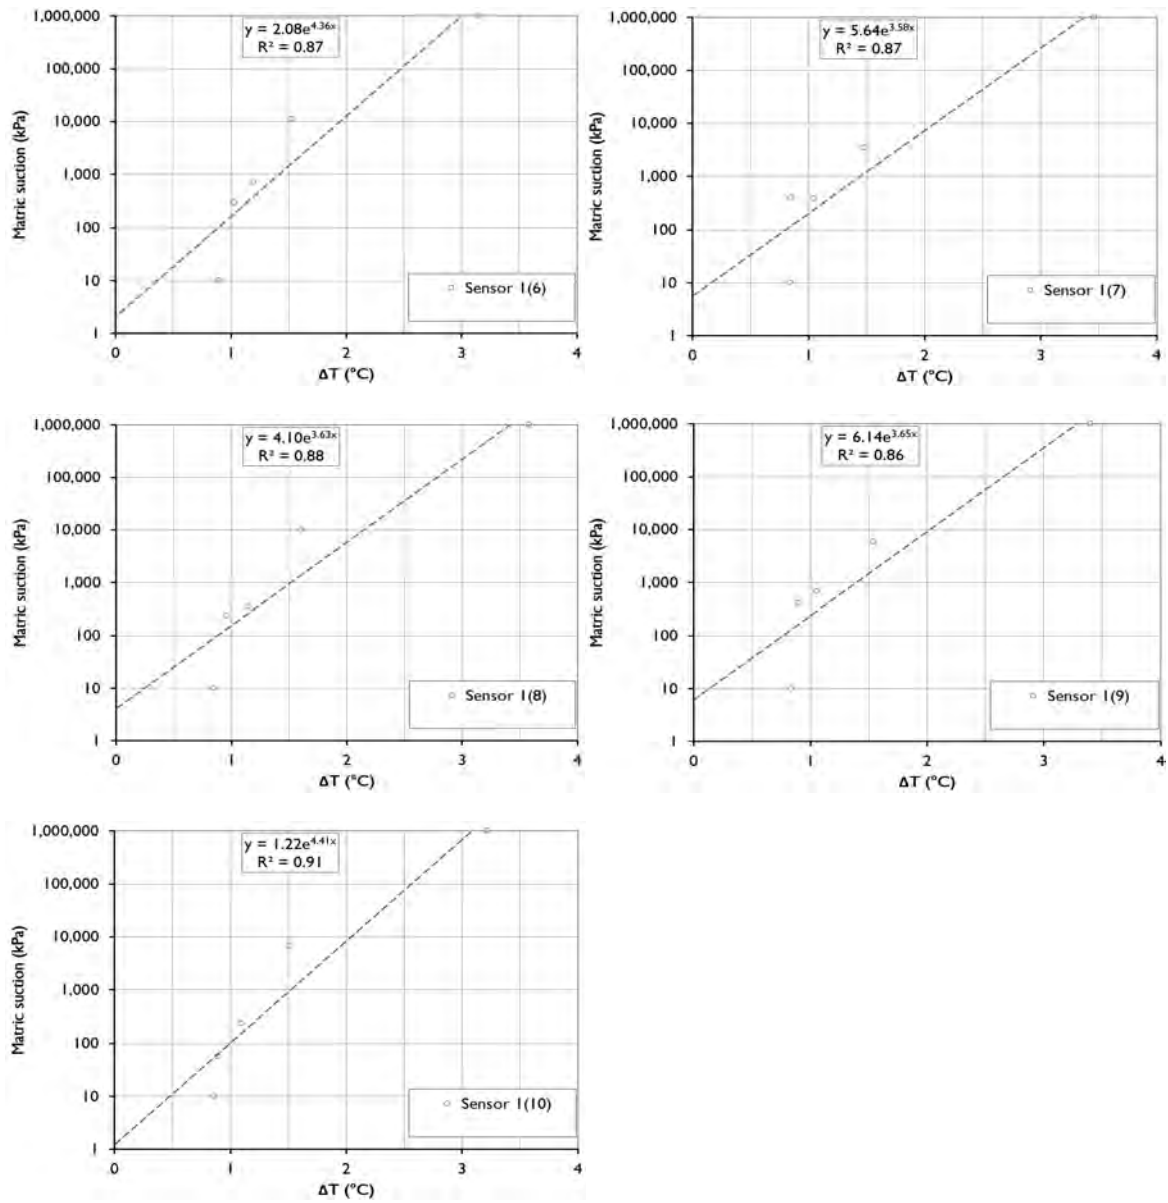 y = 2.08e^4.36x
R² = 0.87
1,000,000
100,000
10,000
1,000
100
10
1
Matric suction (kPa)
Sensor 1(6)
0 1 2 3 4
ΔT (°C)
y = 5.64e^3.58x
R² = 0.87
1,000,000
100,000
10,000
1,000
100
10
1
Matric suction (kPa)
Sensor 1(7)
0 1 2 3 4
ΔT (°C)
y = 4.10e^3.63x
R² = 0.88
1,000,000
100,000
10,000
1,000
100
10
1
Matric suction (kPa)
Sensor 1(8)
0 1 2 3 4
ΔT (°C)
y = 6.14e^3.65x
R² = 0.86
1,000,000
100,000
10,000
1,000
100
10
1
Matric suction (kPa)
Sensor 1(9)
0 1 2 3 4
ΔT (°C)
y = 1.22e^4.41x
R² = 0.91
1,000,000
100,000
10,000
1,000
100
10
1
Matric suction (kPa)
Sensor 1(10)
0 1 2 3 4
ΔT (°C)